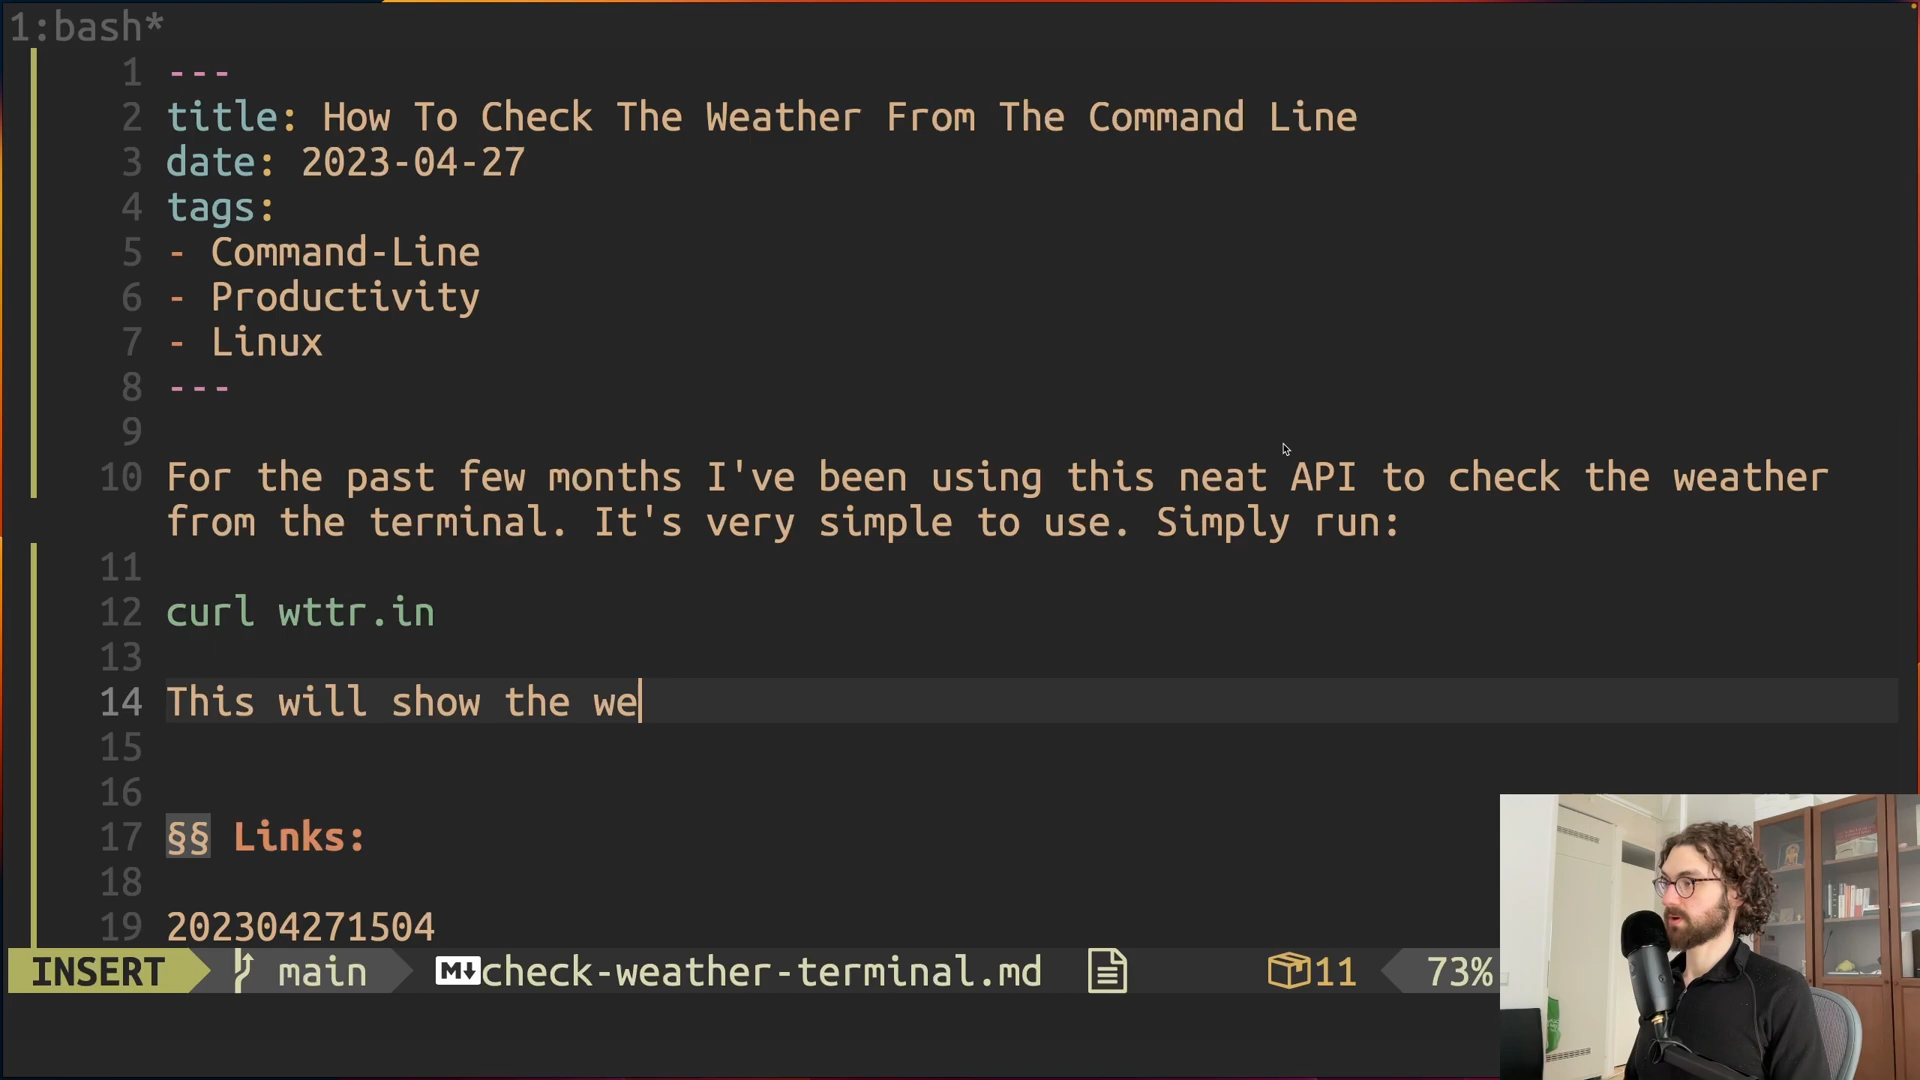 1:bash*
1 ---
2 title: How To Check The Weather From The Command Line
3 date: 2023-04-27
4 tags:
5 - Command-Line
6 - Productivity
7 - Linux
8 ---
9
10 For the past few months I've been using this neat API to check the weather
from the terminal. It's very simple to use. Simply run:
11
12 curl wttr.in
13
14 This will show the we
15
16
17 §§ Links:
18
19 202304271504
INSERT main M↓ check-weather-terminal.md 11 73%